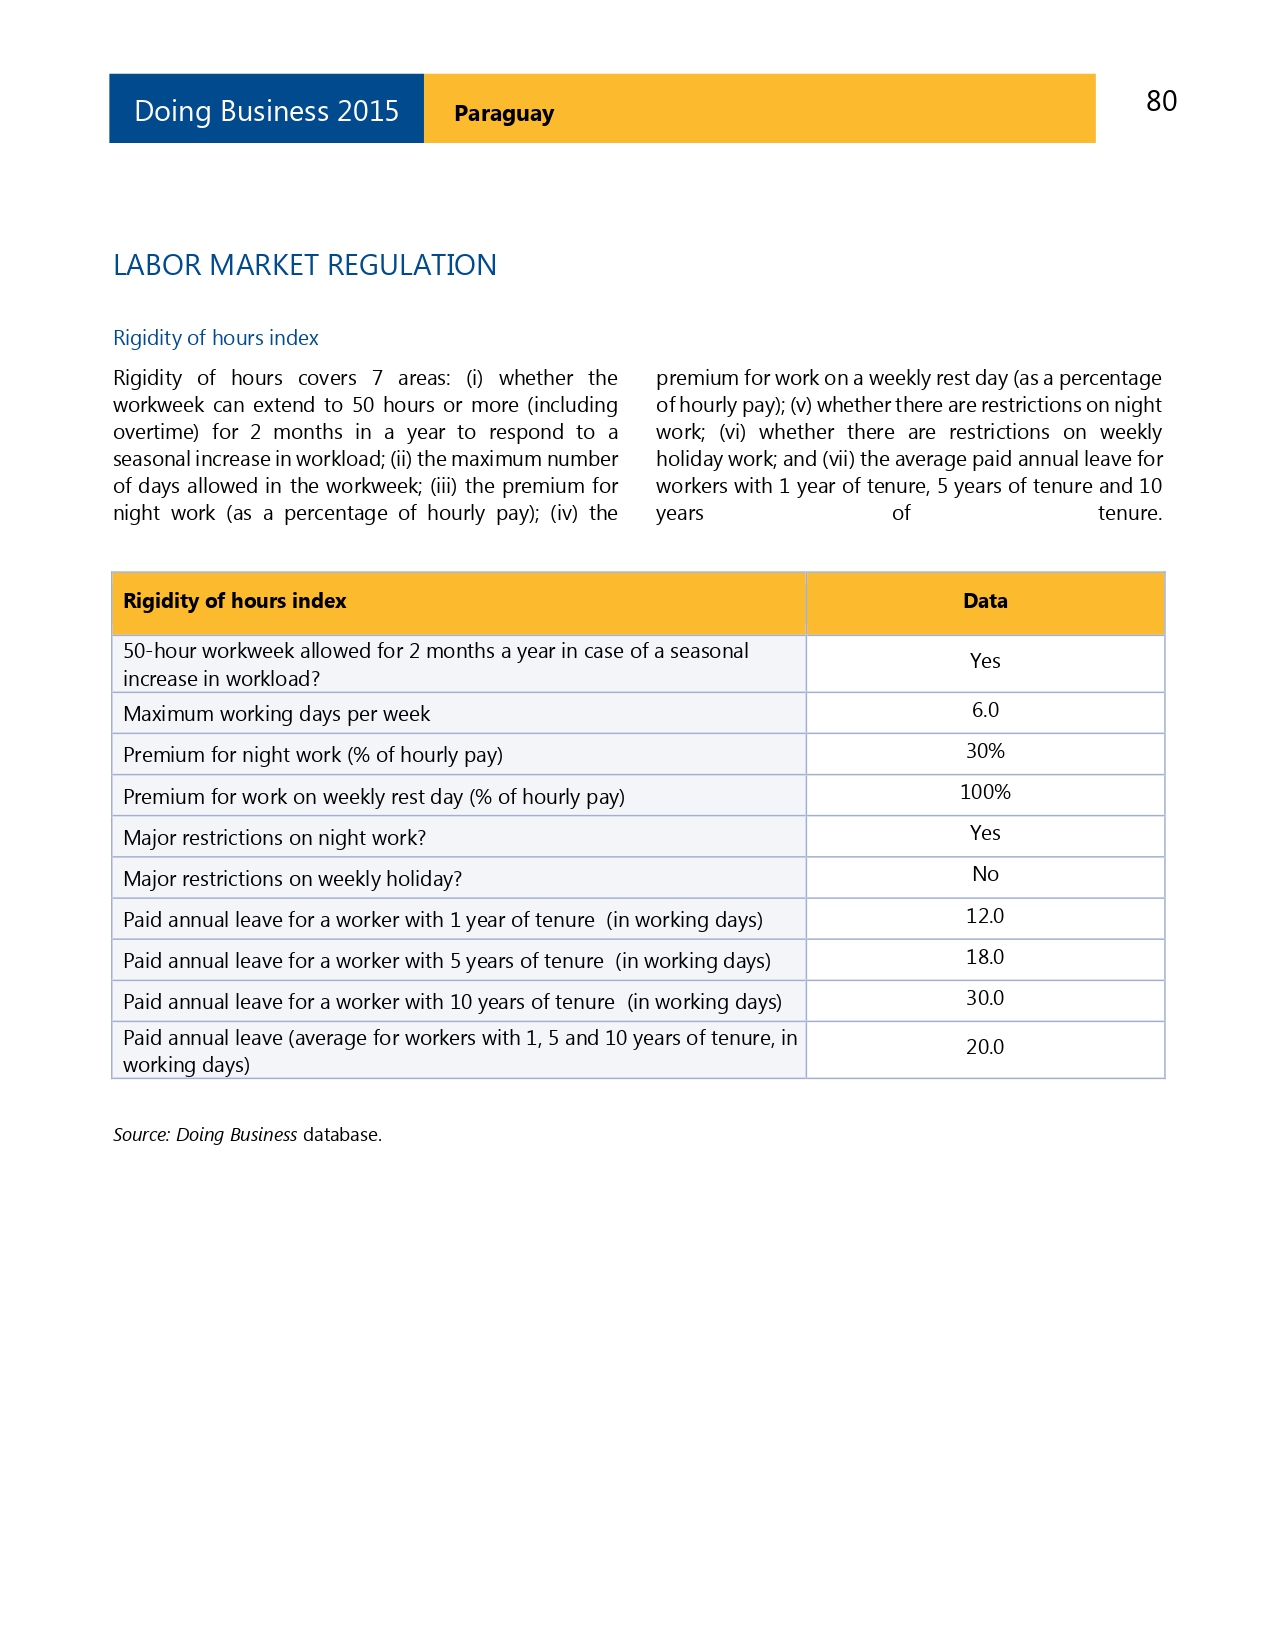 Doing Business 2015
Paraguay
80
LABOR MARKET REGULATION
Rigidity of hours index
Rigidity of hours covers 7 areas: (i) whether the
workweek can extend to 50 hours or more (including
overtime) for 2 months in a year to respond to a
seasonal increase in workload; (ii) the maximum number
of days allowed in the workweek; (iii) the premium for
night work (as a percentage of hourly pay); (iv) the
premium for work on a weekly rest day (as a percentage
of hourly pay); (v) whether there are restrictions on night
work; (vi) whether there are restrictions on weekly
holiday work; and (vii) the average paid annual leave for
workers with 1 year of tenure, 5 years of tenure and 10
years of tenure.
Rigidity of hours index
Data
50-hour workweek allowed for 2 months a year in case of a seasonal
increase in workload?
Yes
Maximum working days per week
6.0
Premium for night work (% of hourly pay)
30%
Premium for work on weekly rest day (% of hourly pay)
100%
Major restrictions on night work?
Yes
Major restrictions on weekly holiday?
No
Paid annual leave for a worker with 1 year of tenure (in working days)
12.0
Paid annual leave for a worker with 5 years of tenure (in working days)
18.0
Paid annual leave for a worker with 10 years of tenure (in working days)
30.0
Paid annual leave (average for workers with 1, 5 and 10 years of tenure, in
working days)
20.0
Source: Doing Business database.